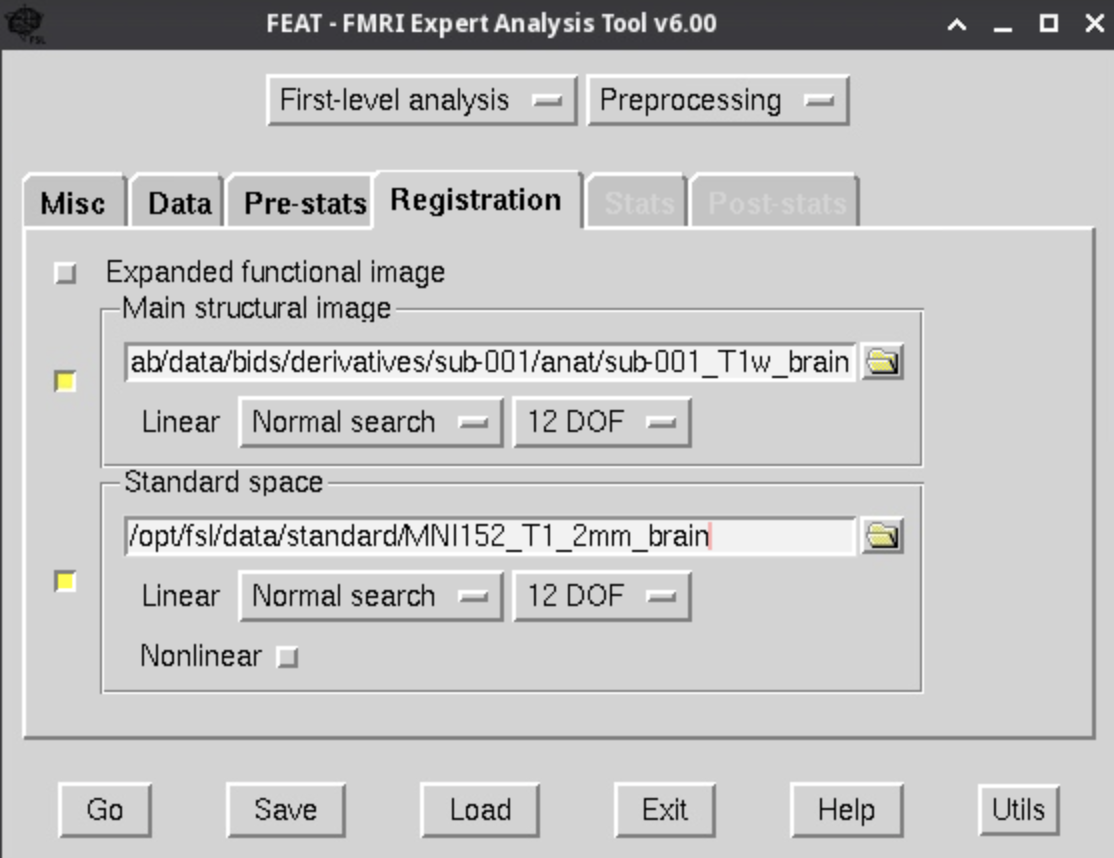 FEAT - FMRI Expert Analysis Tool v6.00
FSL
First-level analysis Preprocessing
Misc Data Pre-stats Registration Stats Post-stats
Expanded functional image
Main structural image
ab/data/bids/derivatives/sub-001/anat/sub-001_T1w_brain
Linear Normal search 12 DOF
Standard space
/opt/fsl/data/standard/MNI152_T1_2mm_brain
Linear Normal search 12 DOF
Nonlinear
Go Save Load Exit Help Utils